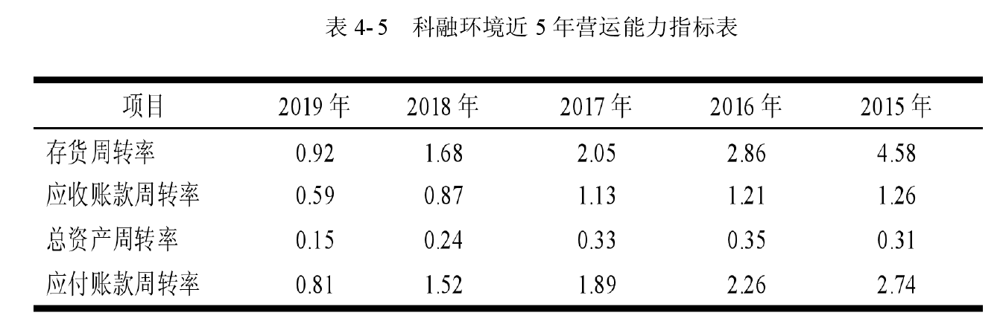 表 4-5 科融环境近 5 年营运能力指标表
项目 2019 年 2018 年 2017 年 2016 年 2015 年
存货周转率 0.92 1.68 2.05 2.86 4.58
应收账款周转率 0.59 0.87 1.13 1.21 1.26
总资产周转率 0.15 0.24 0.33 0.35 0.31
应付账款周转率 0.81 1.52 1.89 2.26 2.74